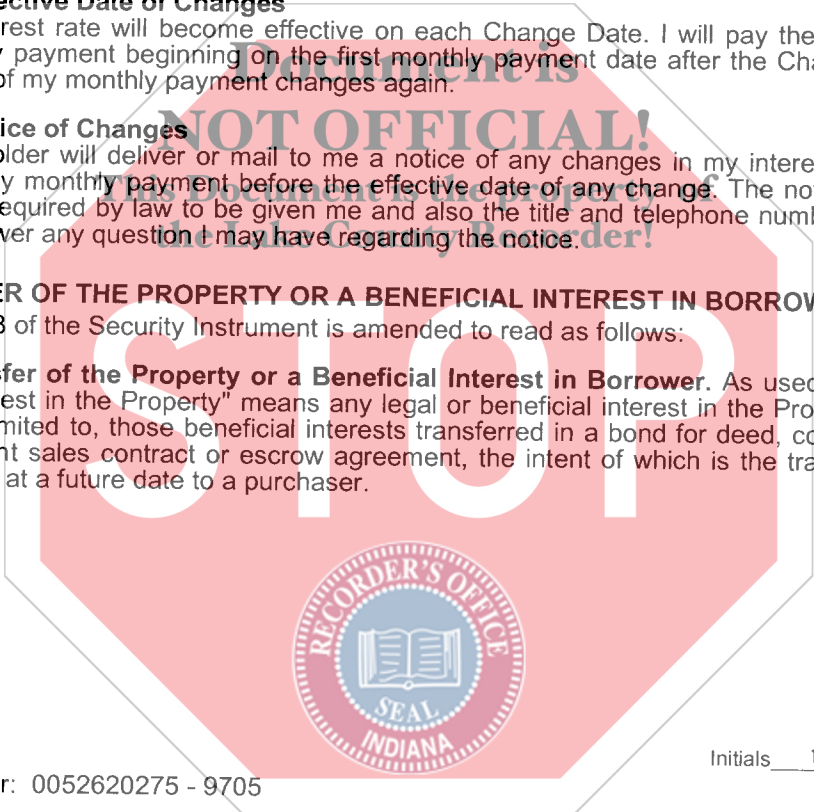 ective Date of Changes
rest rate will become effective on each Change Date. I will pay the
y payment beginning on the first monthly payment date after the Cha
of my monthly payment changes again.
ice of Changes
older will deliver or mail to me a notice of any changes in my intere
y monthly payment before the effective date of any change. The no
equired by law to be given me and also the title and telephone numb
ver any question I may have regarding the notice.
Document is
NOT OFFICIAL!
This Document is the property of
the Lake County Recorder!
ER OF THE PROPERTY OR A BENEFICIAL INTEREST IN BORROW
8 of the Security Instrument is amended to read as follows:
sfer of the Property or a Beneficial Interest in Borrower. As used
est in the Property" means any legal or beneficial interest in the Pro
mited to, those beneficial interests transferred in a bond for deed, co
nt sales contract or escrow agreement, the intent of which is the tra
at a future date to a purchaser.
STOP
RECORDER'S OFFICE
SEAL
INDIANA
Initials
r: 0052620275 - 9705